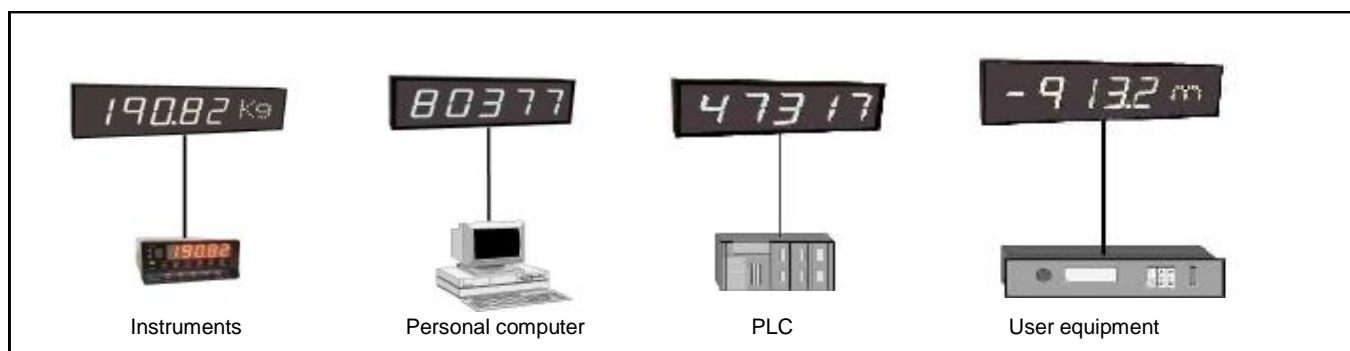 190.82 Kg
80377
47317
-913.2 m
190.82
Instruments
Personal computer
PLC
User equipment